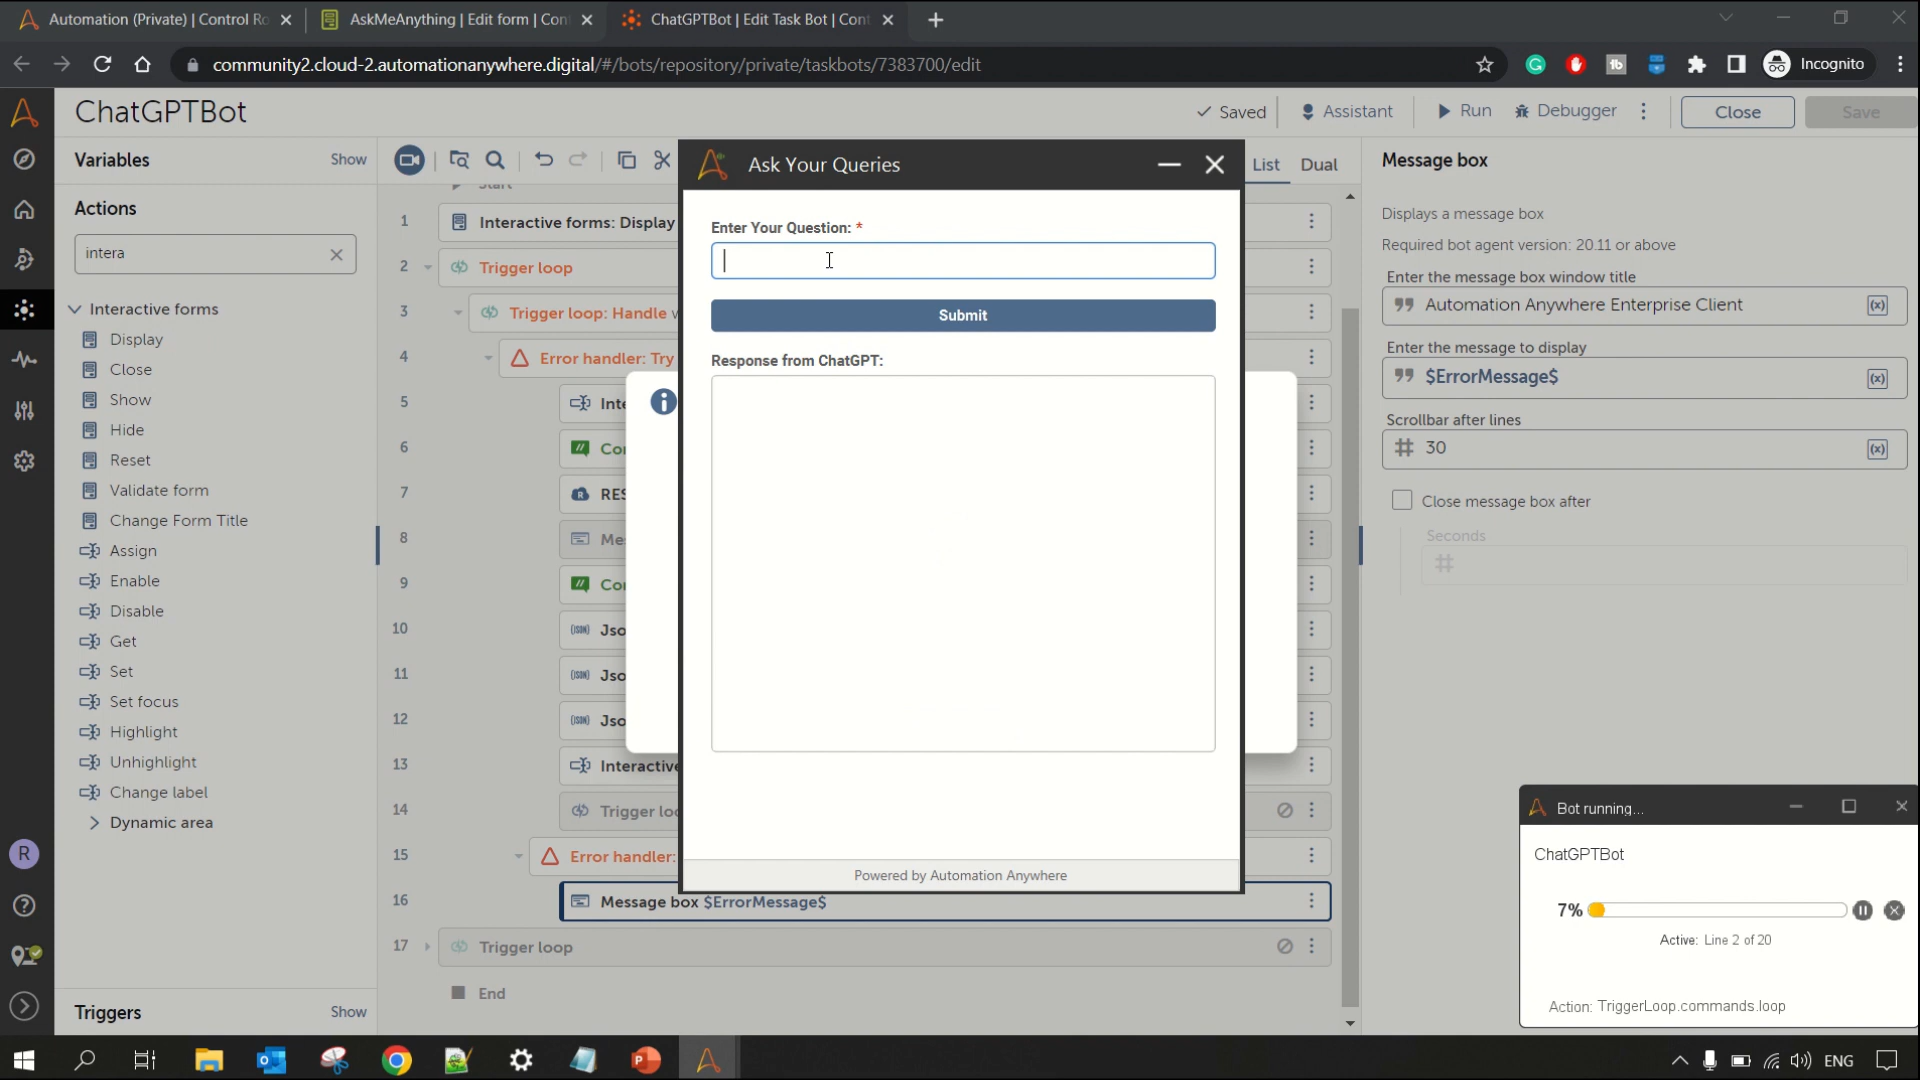 Automation (Private) | Control Ro
AskMeAnything | Edit form | Con
ChatGPTBot | Edit Task Bot | Cont
community2.cloud-2.automationanywhere.digital/#/bots/repository/private/taskbots/7383700/edit
Incognito
ChatGPTBot
Saved
Assistant
Run
Debugger
Close
Save
Variables
Show
Actions
intera
Interactive forms
Display
Close
Show
Hide
Reset
Validate form
Change Form Title
Assign
Enable
Disable
Get
Set
Set focus
Highlight
Unhighlight
Change label
Dynamic area
Triggers
Show
List
Dual
Start
1 Interactive forms: Display
2 Trigger loop
3 Trigger loop: Handle w
4 Error handler: Try
5 Inte
6 Con
7 RES
8 Mes
9 Con
10 Jso
11 Jso
12 Jso
13 Interactive
14 Trigger loo
15 Error handler:
16 Message box $ErrorMessage$
17 Trigger loop
End
Ask Your Queries
Enter Your Question: *
Submit
Response from ChatGPT:
Powered by Automation Anywhere
Message box
Displays a message box
Required bot agent version: 20.11 or above
Enter the message box window title
Automation Anywhere Enterprise Client
(x)
Enter the message to display
$ErrorMessage$
(x)
Scrollbar after lines
30
(x)
Close message box after
Seconds
Bot running...
ChatGPTBot
7%
Active: Line 2 of 20
Action: TriggerLoop.commands.loop
R
ENG